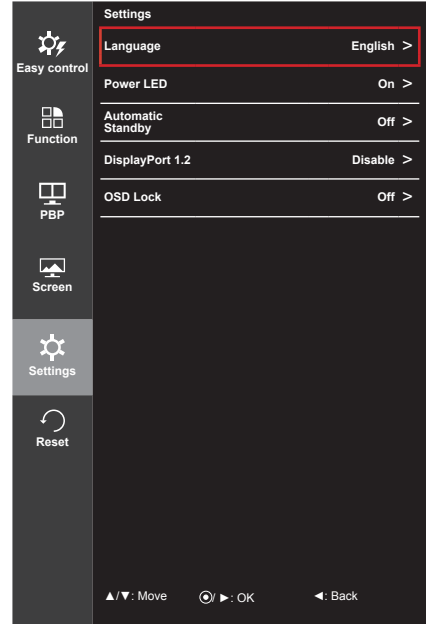 Easy control
Function
PBP
Screen
Settings
Reset
Settings
Language English >
Power LED On >
Automatic
Standby Off >
DisplayPort 1.2 Disable >
OSD Lock Off >
▲/▼: Move ◉/ ►: OK ◄: Back